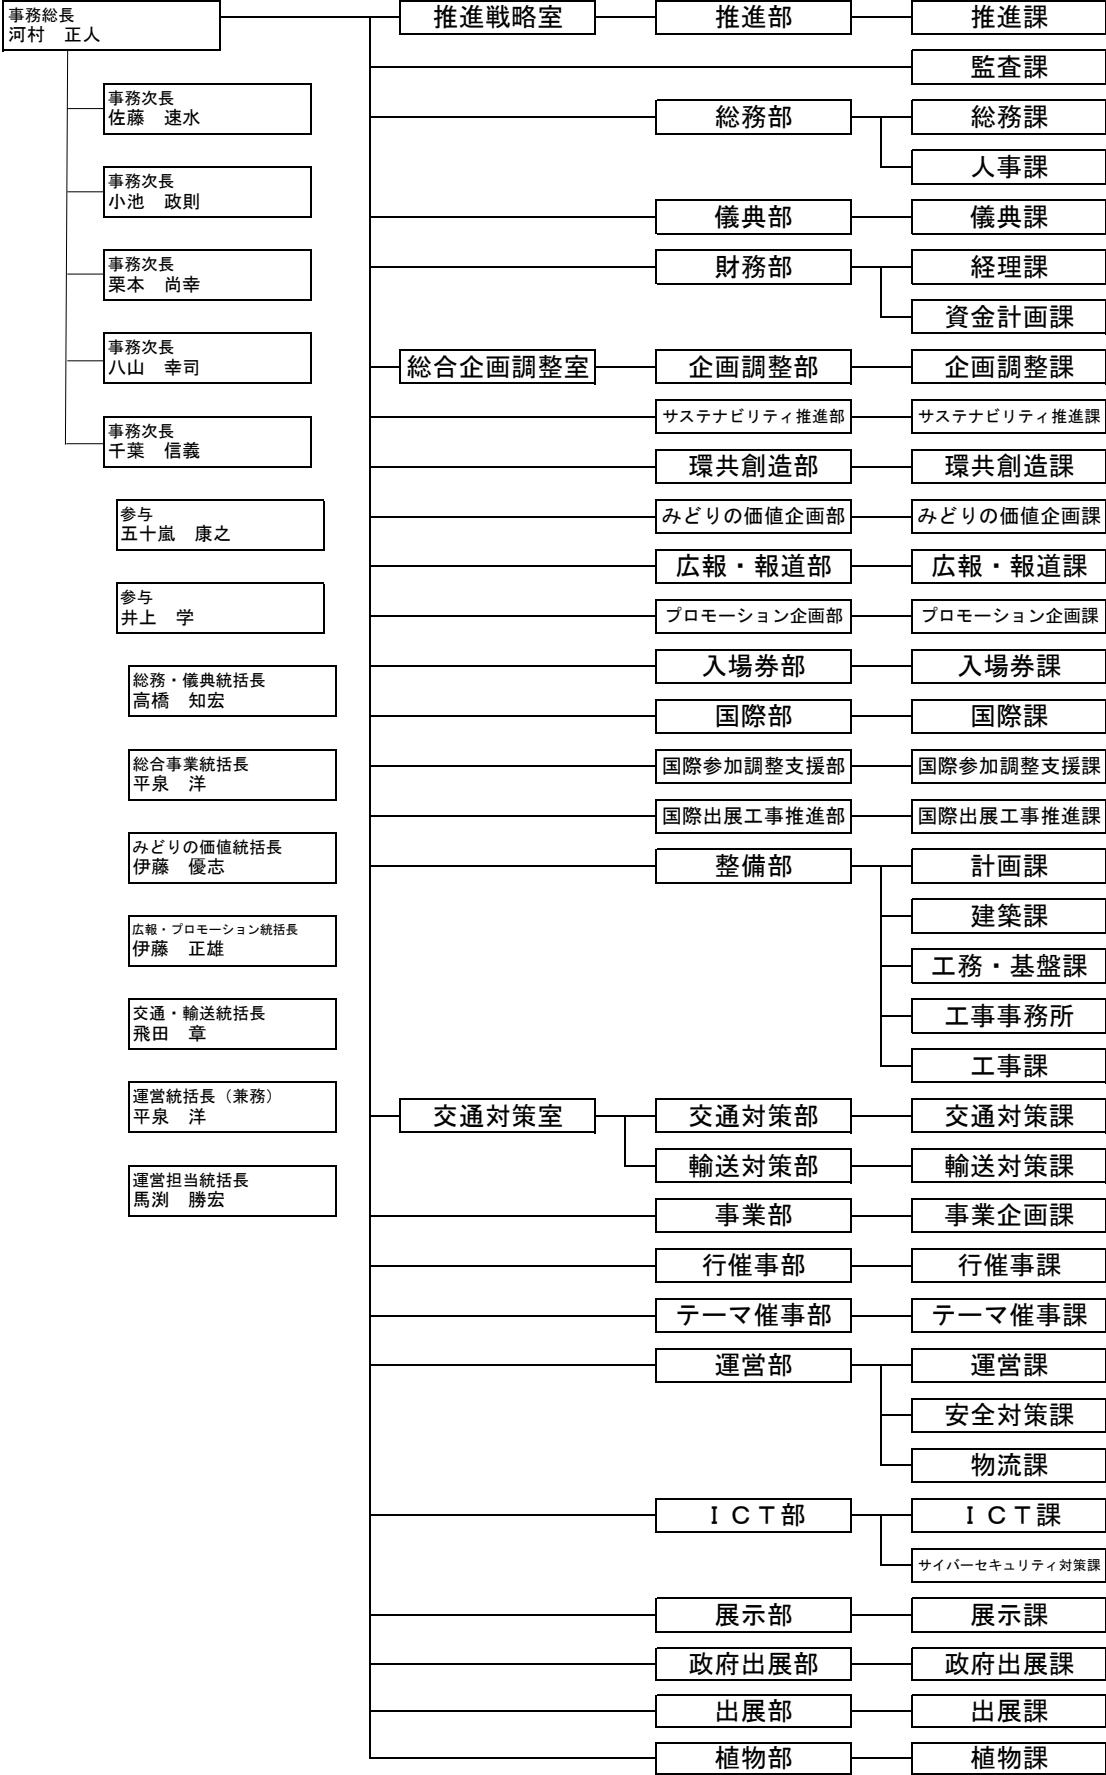 事務総長
河村　正人
事務次長
佐藤　速水
事務次長
小池　政則
事務次長
栗本　尚幸
事務次長
八山　幸司
事務次長
千葉　信義
参与
五十嵐　康之
参与
井上　学
総務・儀典統括長
高橋　知宏
総合事業統括長
平泉　洋
みどりの価値統括長
伊藤　優志
広報・プロモーション統括長
伊藤　正雄
交通・輸送統括長
飛田　章
運営統括長（兼務）
平泉　洋
運営担当統括長
馬渕　勝宏
推進戦略室　推進部　推進課
監査課
総務部　総務課
人事課
儀典部　儀典課
財務部　経理課
資金計画課
総合企画調整室　企画調整部　企画調整課
サステナビリティ推進部　サステナビリティ推進課
環共創造部　環共創造課
みどりの価値企画部　みどりの価値企画課
広報・報道部　広報・報道課
プロモーション企画部　プロモーション企画課
入場券部　入場券課
国際部　国際課
国際参加調整支援部　国際参加調整支援課
国際出展工事推進部　国際出展工事推進課
整備部　計画課
建築課
工務・基盤課
工事事務所
工事課
交通対策室　交通対策部　交通対策課
輸送対策部　輸送対策課
事業部　事業企画課
行催事部　行催事課
テーマ催事部　テーマ催事課
運営部　運営課
安全対策課
物流課
ＩＣＴ部　ＩＣＴ課
サイバーセキュリティ対策課
展示部　展示課
政府出展部　政府出展課
出展部　出展課
植物部　植物課